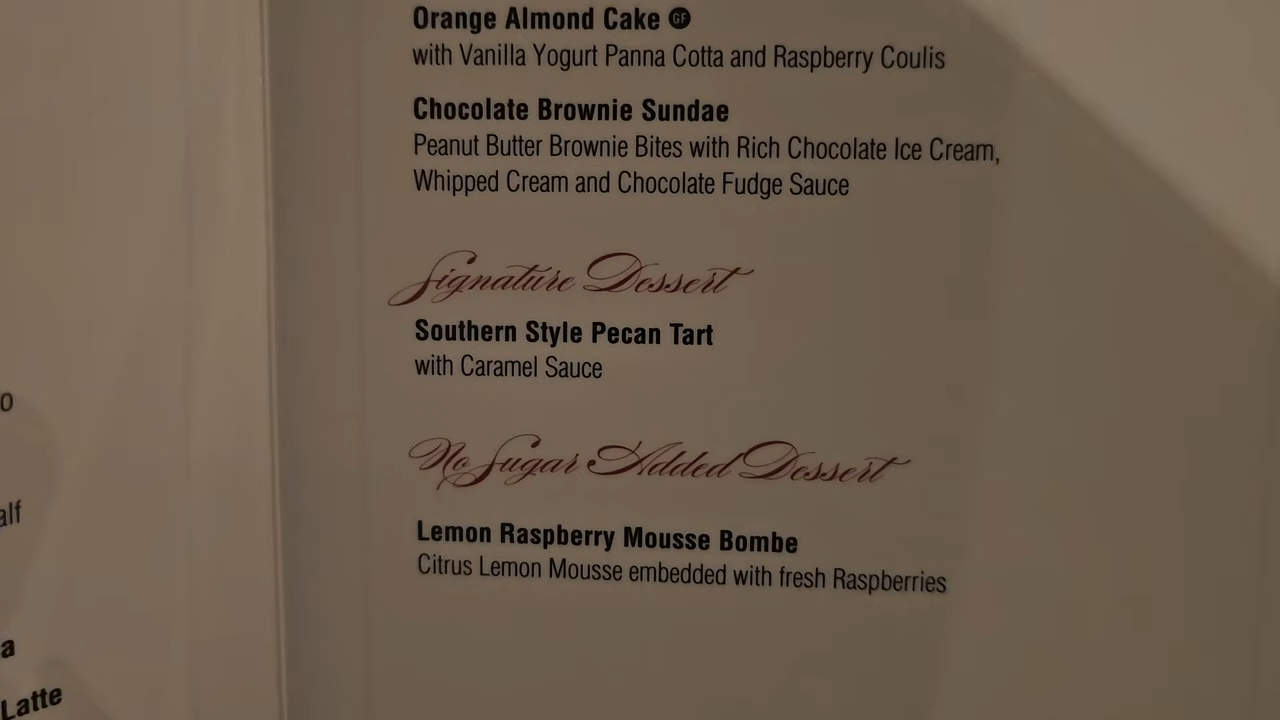 Orange Almond Cake GF
with Vanilla Yogurt Panna Cotta and Raspberry Coulis
Chocolate Brownie Sundae
Peanut Butter Brownie Bites with Rich Chocolate Ice Cream,
Whipped Cream and Chocolate Fudge Sauce
Signature Dessert
Southern Style Pecan Tart
with Caramel Sauce
No Sugar Added Dessert
Lemon Raspberry Mousse Bombe
Citrus Lemon Mousse embedded with fresh Raspberries
Latte